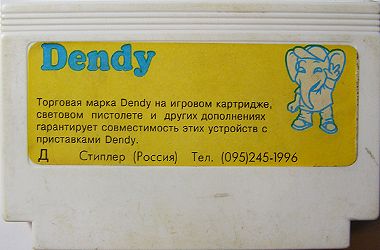 Dendy
Торговая марка Dendy на игровом картридже,
световом пистолете и других дополнениях
гарантирует совместимость этих устройств с
приставками Dendy.
Д Стиплер (Россия) Тел. (095)245-1996